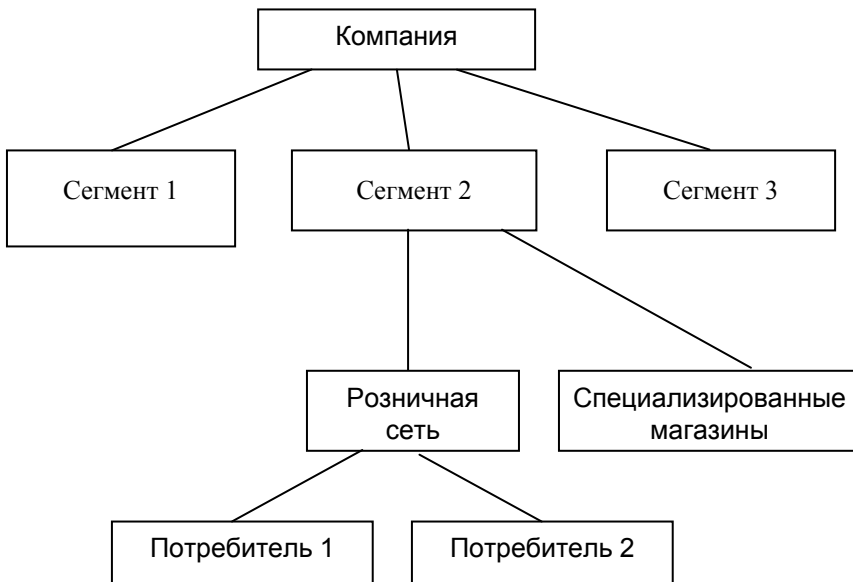 Компания
Сегмент 1
Сегмент 2
Сегмент 3
Розничная
сеть
Специализированные
магазины
Потребитель 1
Потребитель 2